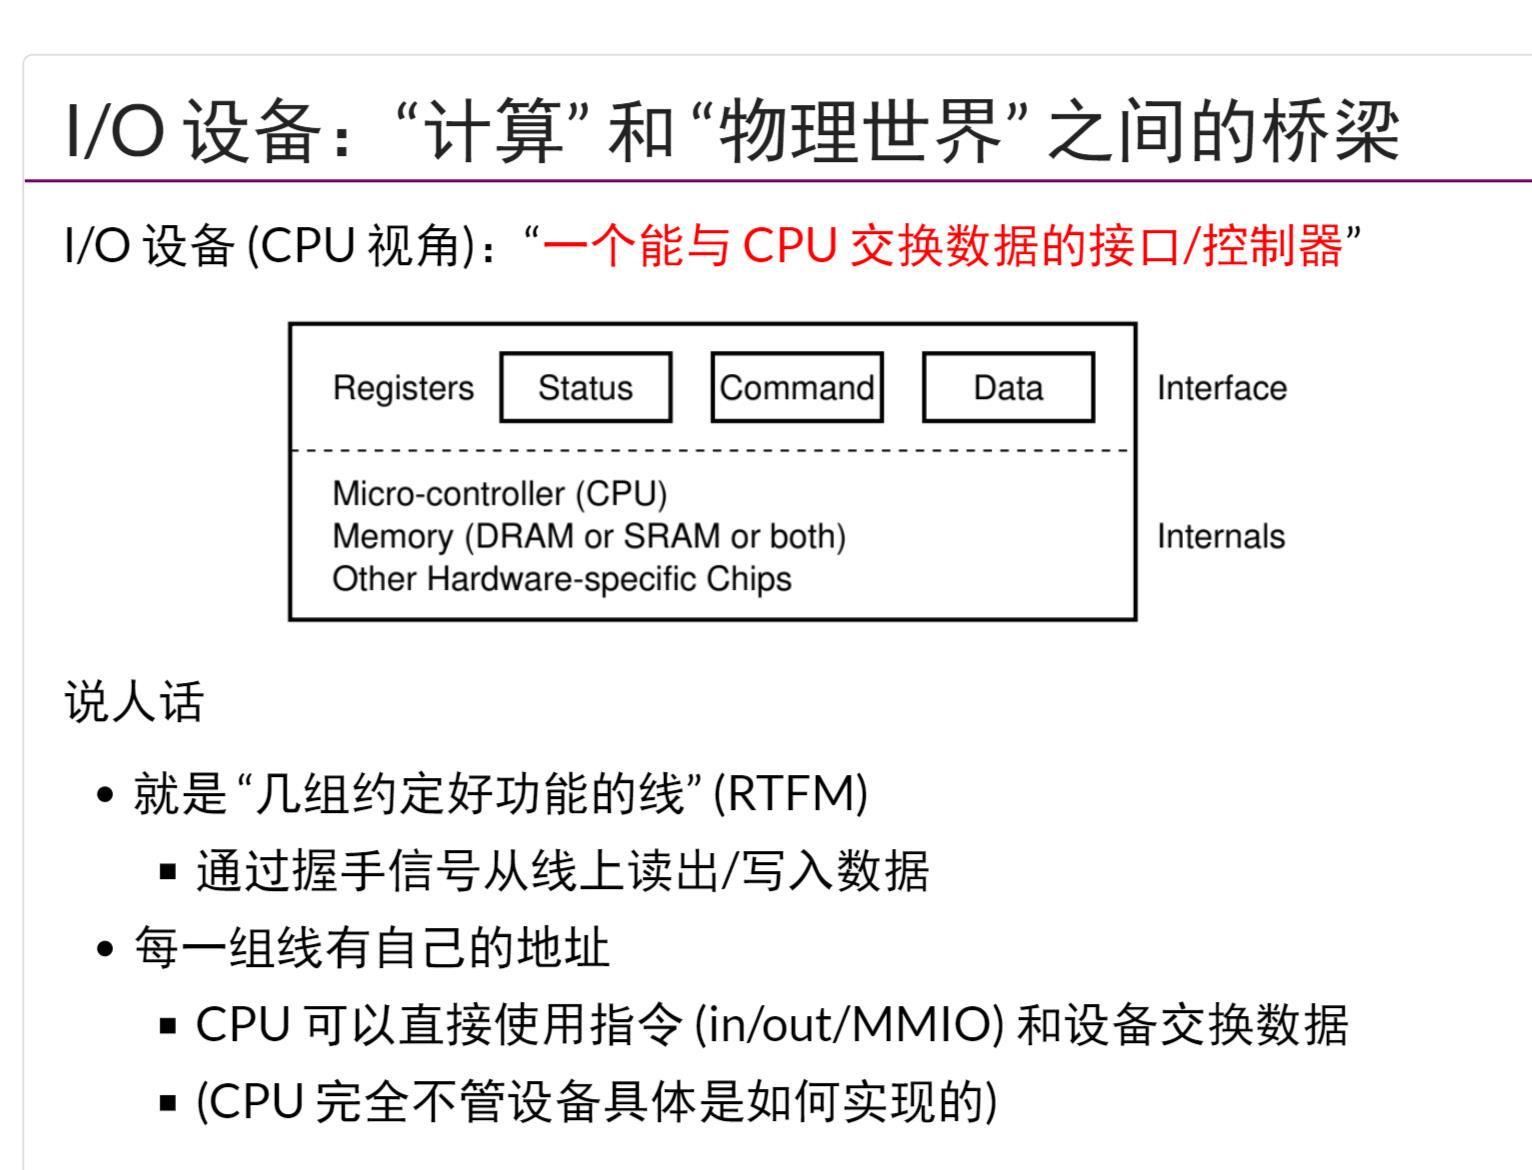 I/O 设备：“计算” 和 “物理世界” 之间的桥梁
I/O 设备 (CPU 视角)：“一个能与 CPU 交换数据的接口/控制器”
Registers Status Command Data Interface
Micro-controller (CPU)
Memory (DRAM or SRAM or both) Internals
Other Hardware-specific Chips
说人话
• 就是 “几组约定好功能的线” (RTFM)
▪ 通过握手信号从线上读出/写入数据
• 每一组线有自己的地址
▪ CPU 可以直接使用指令 (in/out/MMIO) 和设备交换数据
▪ (CPU 完全不管设备具体是如何实现的)